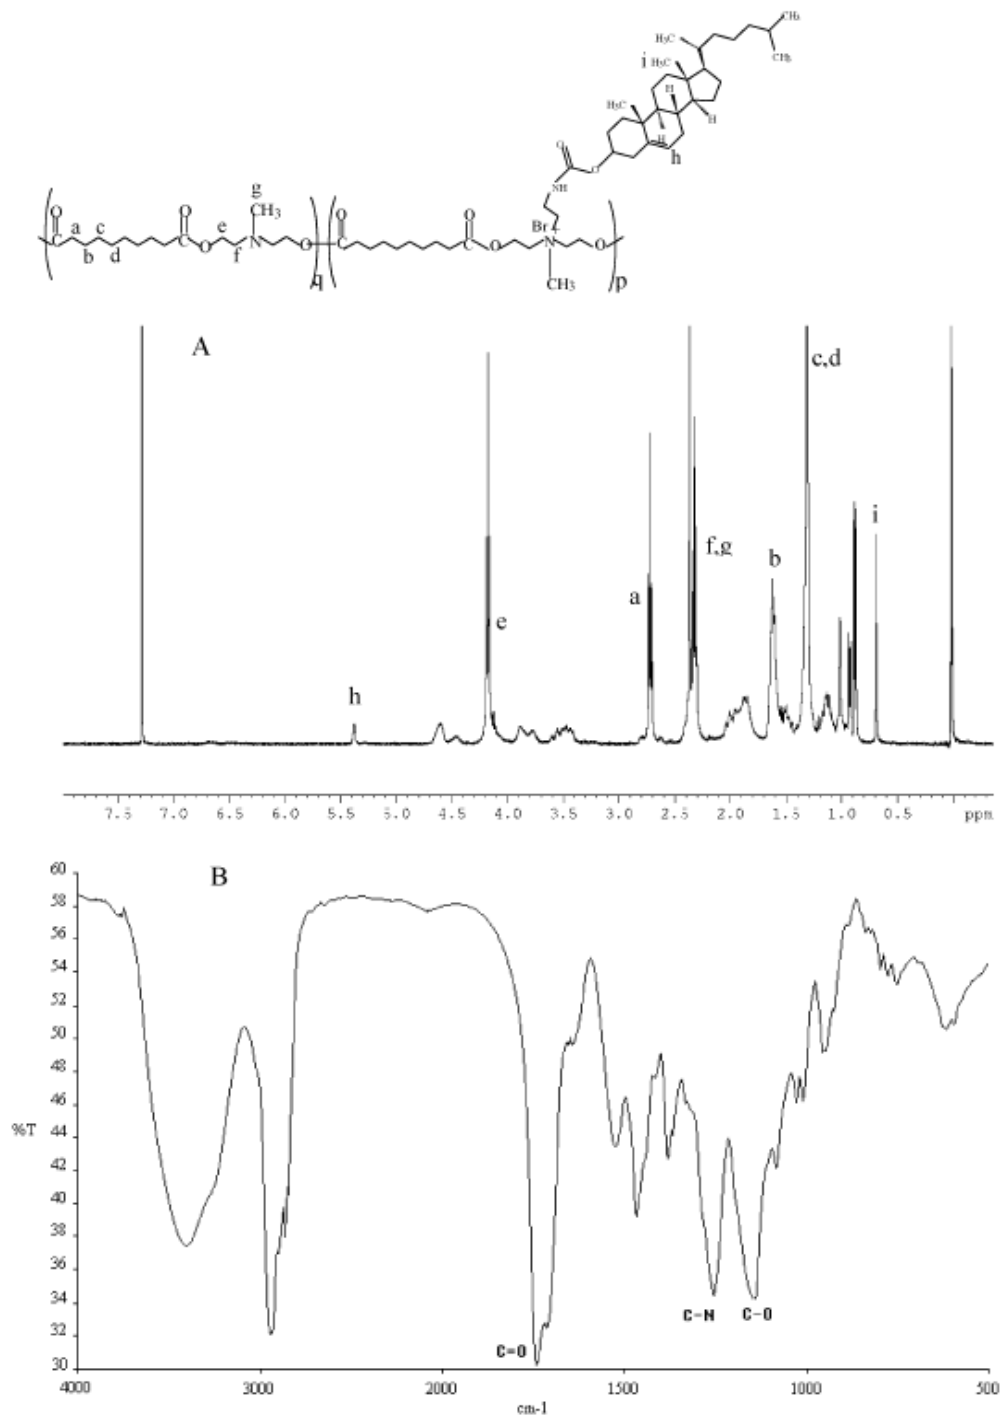 CH₃
H₃C
CH₃
j H₃C
H
H₃C
H
H
O
h
O
NH
g
CH₃
O a c O e O O
Br -
C C O N O C C O N O
b d f
CH₃
q p
A
c,d
i
f,g
b
a
e
h
7.5 7.0 6.5 6.0 5.5 5.0 4.5 4.0 3.5 3.0 2.5 2.0 1.5 1.0 0.5 ppm
B
60
58
56
54
52
50
48
46
44
%T
42
40
38
36
34
C-N C-O
32
C=O
30
4000 3000 2000 1500 1000 500
cm-1